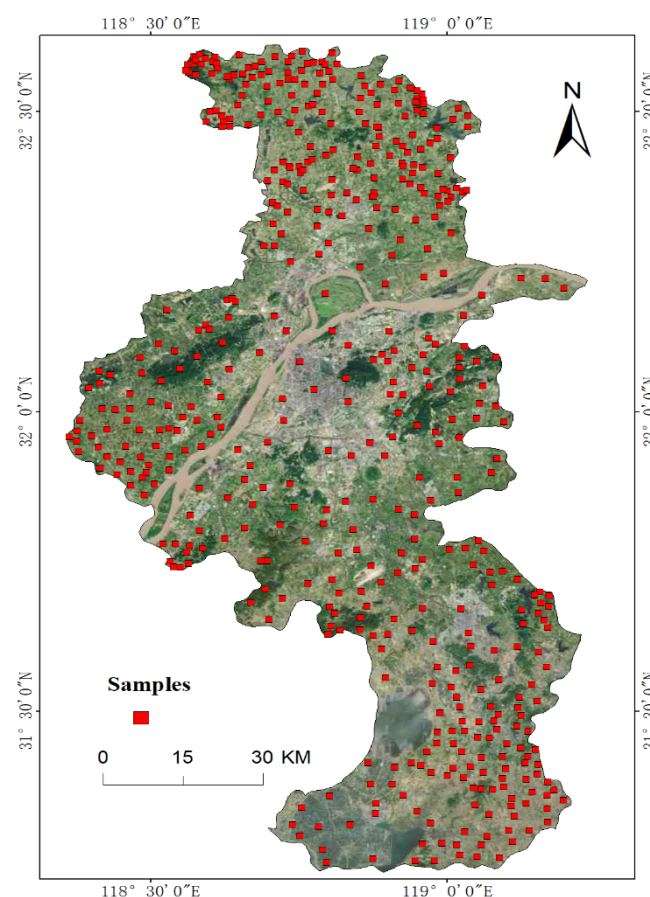 118° 30′ 0″E 119° 0′ 0″E
32° 30′ 0″N 32° 30′ 0″N
N
32° 0′ 0″N 32° 0′ 0″N
Samples
31° 30′ 0″N 31° 30′ 0″N
0 15 30 KM
118° 30′ 0″E 119° 0′ 0″E